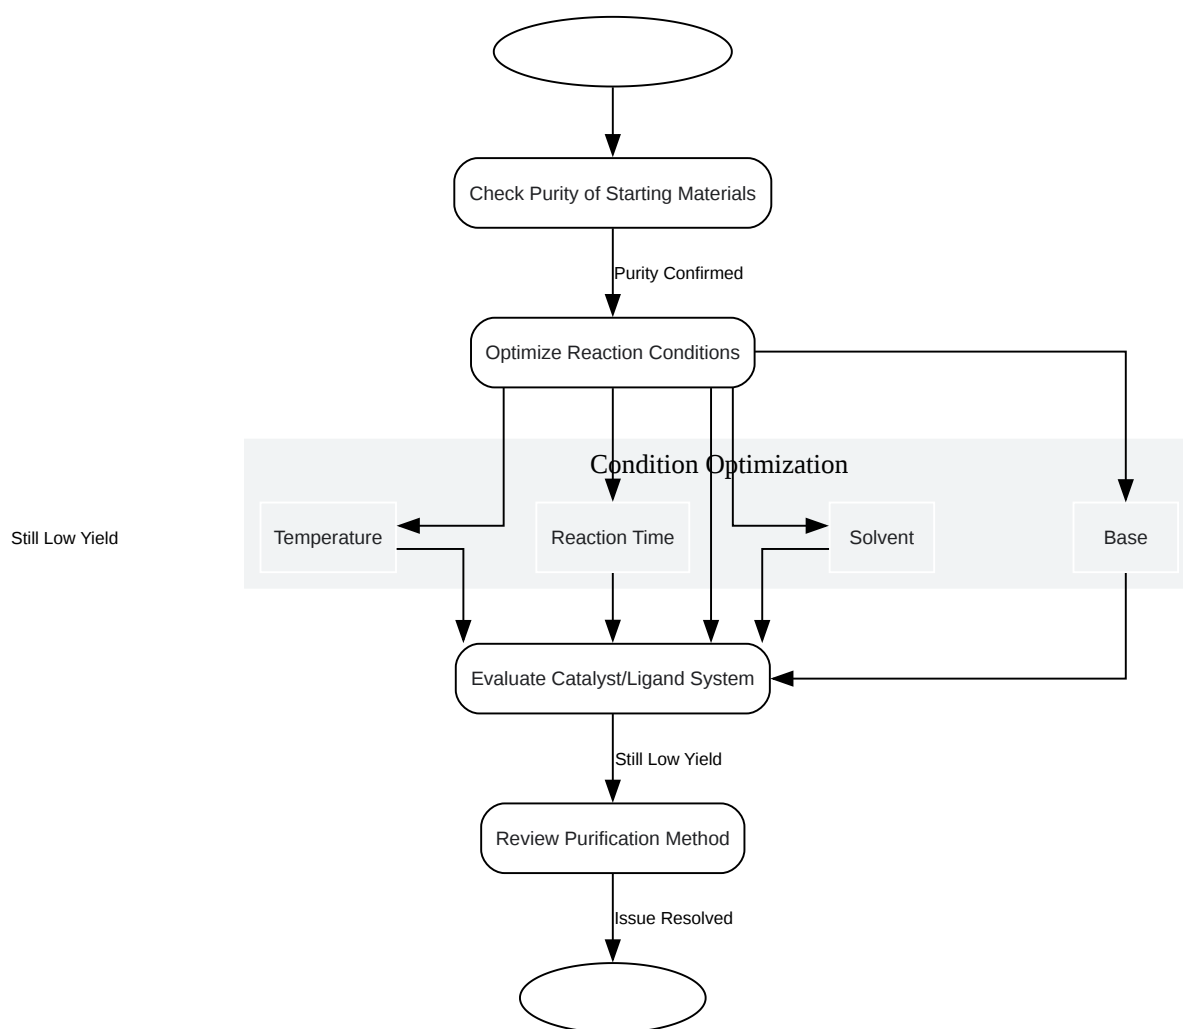 Check Purity of Starting Materials
Purity Confirmed
Optimize Reaction Conditions
Condition Optimization
Still Low Yield
Temperature
Reaction Time
Solvent
Base
Evaluate Catalyst/Ligand System
Still Low Yield
Review Purification Method
Issue Resolved